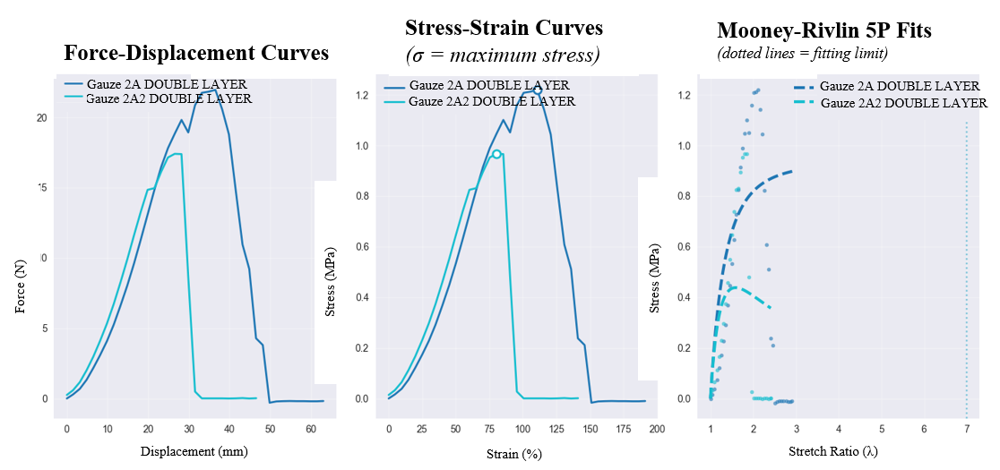 Force-Displacement Curves
Gauze 2A DOUBLE LAYER
Gauze 2A2 DOUBLE LAYER
20
15
0
5
0
0
10
20
30
40
50
60
Force (N)
Displacement (mm)
Stress-Strain Curves
(σ = maximum stress)
Gauze 2A DOUBLE LAYER
Gauze 2A2 DOUBLE LAYER
1.2
1.0
0.8
0.6
0.4
0.2
0.0
0
25
50
75
100
125
150
175
200
Stress (MPa)
Strain (%)
Mooney-Rivlin 5P Fits
(dotted lines = fitting limit)
Gauze 2A DOUBLE LAYER
Gauze 2A2 DOUBLE LAYER
1.2
1.0
0.8
0.6
0.4
0.2
0.0
1
2
3
4
5
6
7
Stress (MPa)
Stretch Ratio (λ)